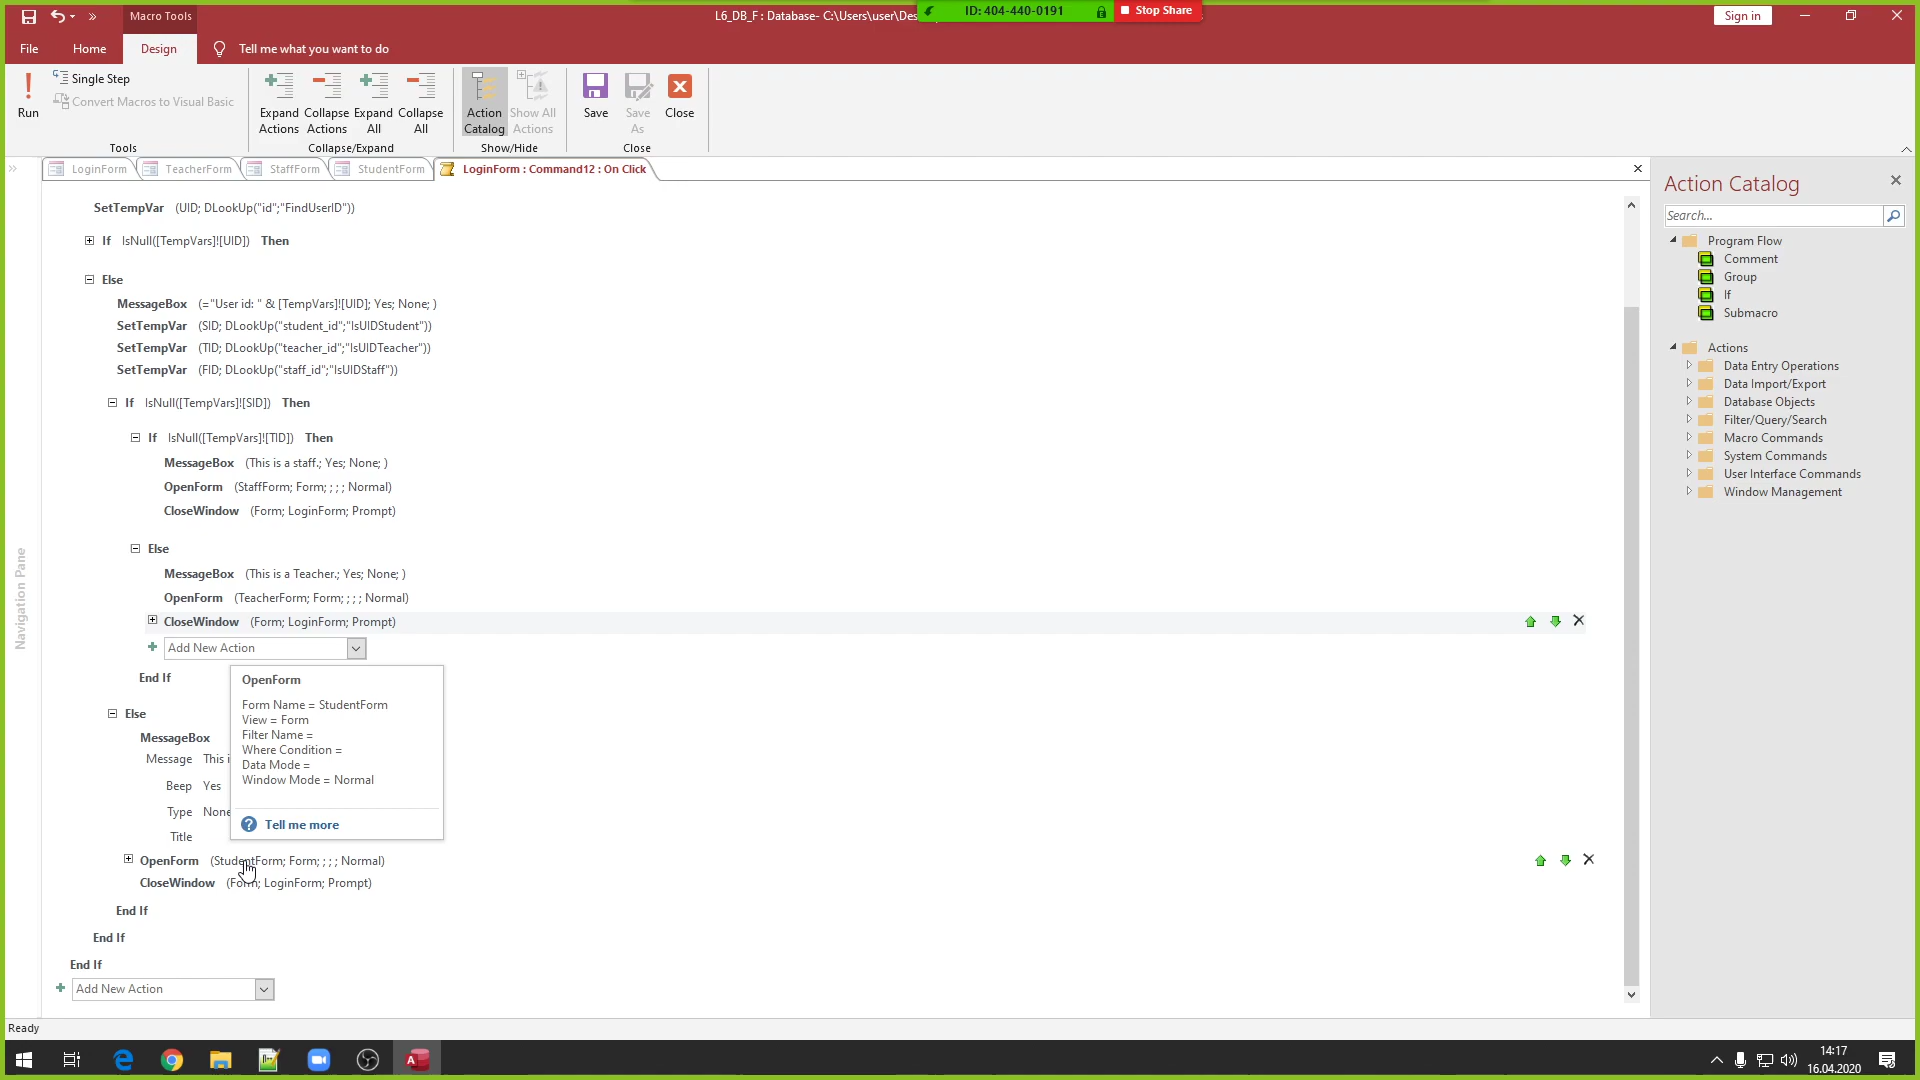 Macro Tools
L6_DB_F : Database- C:\Users\user\Des
ID: 404-440-0191
Stop Share
Sign in
File
Home
Design
Tell me what you want to do
Run
Single Step
Convert Macros to Visual Basic
Expand Actions
Collapse Actions
Expand All
Collapse All
Action Catalog
Show All Actions
Save
Save As
Close
Tools
Collapse/Expand
Show/Hide
Close
LoginForm
TeacherForm
StaffForm
StudentForm
LoginForm : Command12 : On Click
SetTempVar (UID; DLookUp("id";"FindUserID"))
If IsNull([TempVars]![UID]) Then
Else
MessageBox (="User id: " & [TempVars]![UID]; Yes; None; )
SetTempVar (SID; DLookUp("student_id";"IsUIDStudent"))
SetTempVar (TID; DLookUp("teacher_id";"IsUIDTeacher"))
SetTempVar (FID; DLookUp("staff_id";"IsUIDStaff"))
If IsNull([TempVars]![SID]) Then
If IsNull([TempVars]![TID]) Then
MessageBox (This is a staff.; Yes; None; )
OpenForm (StaffForm; Form; ; ; ; Normal)
CloseWindow (Form; LoginForm; Prompt)
Else
MessageBox (This is a Teacher.; Yes; None; )
OpenForm (TeacherForm; Form; ; ; ; Normal)
CloseWindow (Form; LoginForm; Prompt)
Add New Action
End If
Else
MessageBox
Message This i
Beep Yes
Type None
Title
OpenForm (StudentForm; Form; ; ; ; Normal)
CloseWindow (Form; LoginForm; Prompt)
End If
End If
End If
Add New Action
OpenForm
Form Name = StudentForm
View = Form
Filter Name =
Where Condition =
Data Mode =
Window Mode = Normal
Tell me more
Navigation Pane
Action Catalog
Search...
Program Flow
Comment
Group
If
Submacro
Actions
Data Entry Operations
Data Import/Export
Database Objects
Filter/Query/Search
Macro Commands
System Commands
User Interface Commands
Window Management
Ready
14:17
16.04.2020